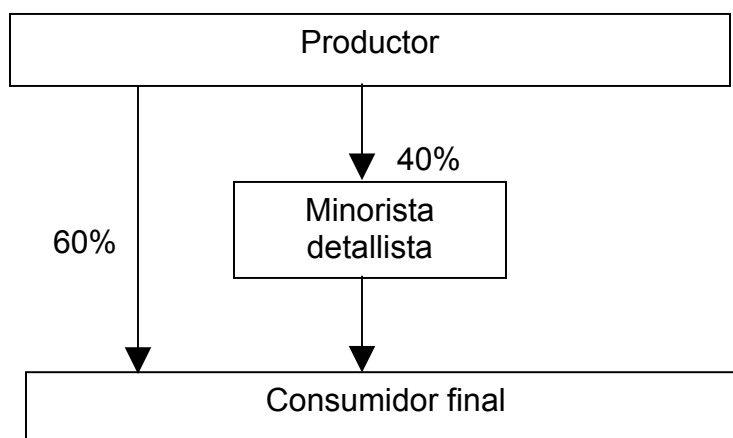 Productor
40%
Minorista
detallista
60%
Consumidor final